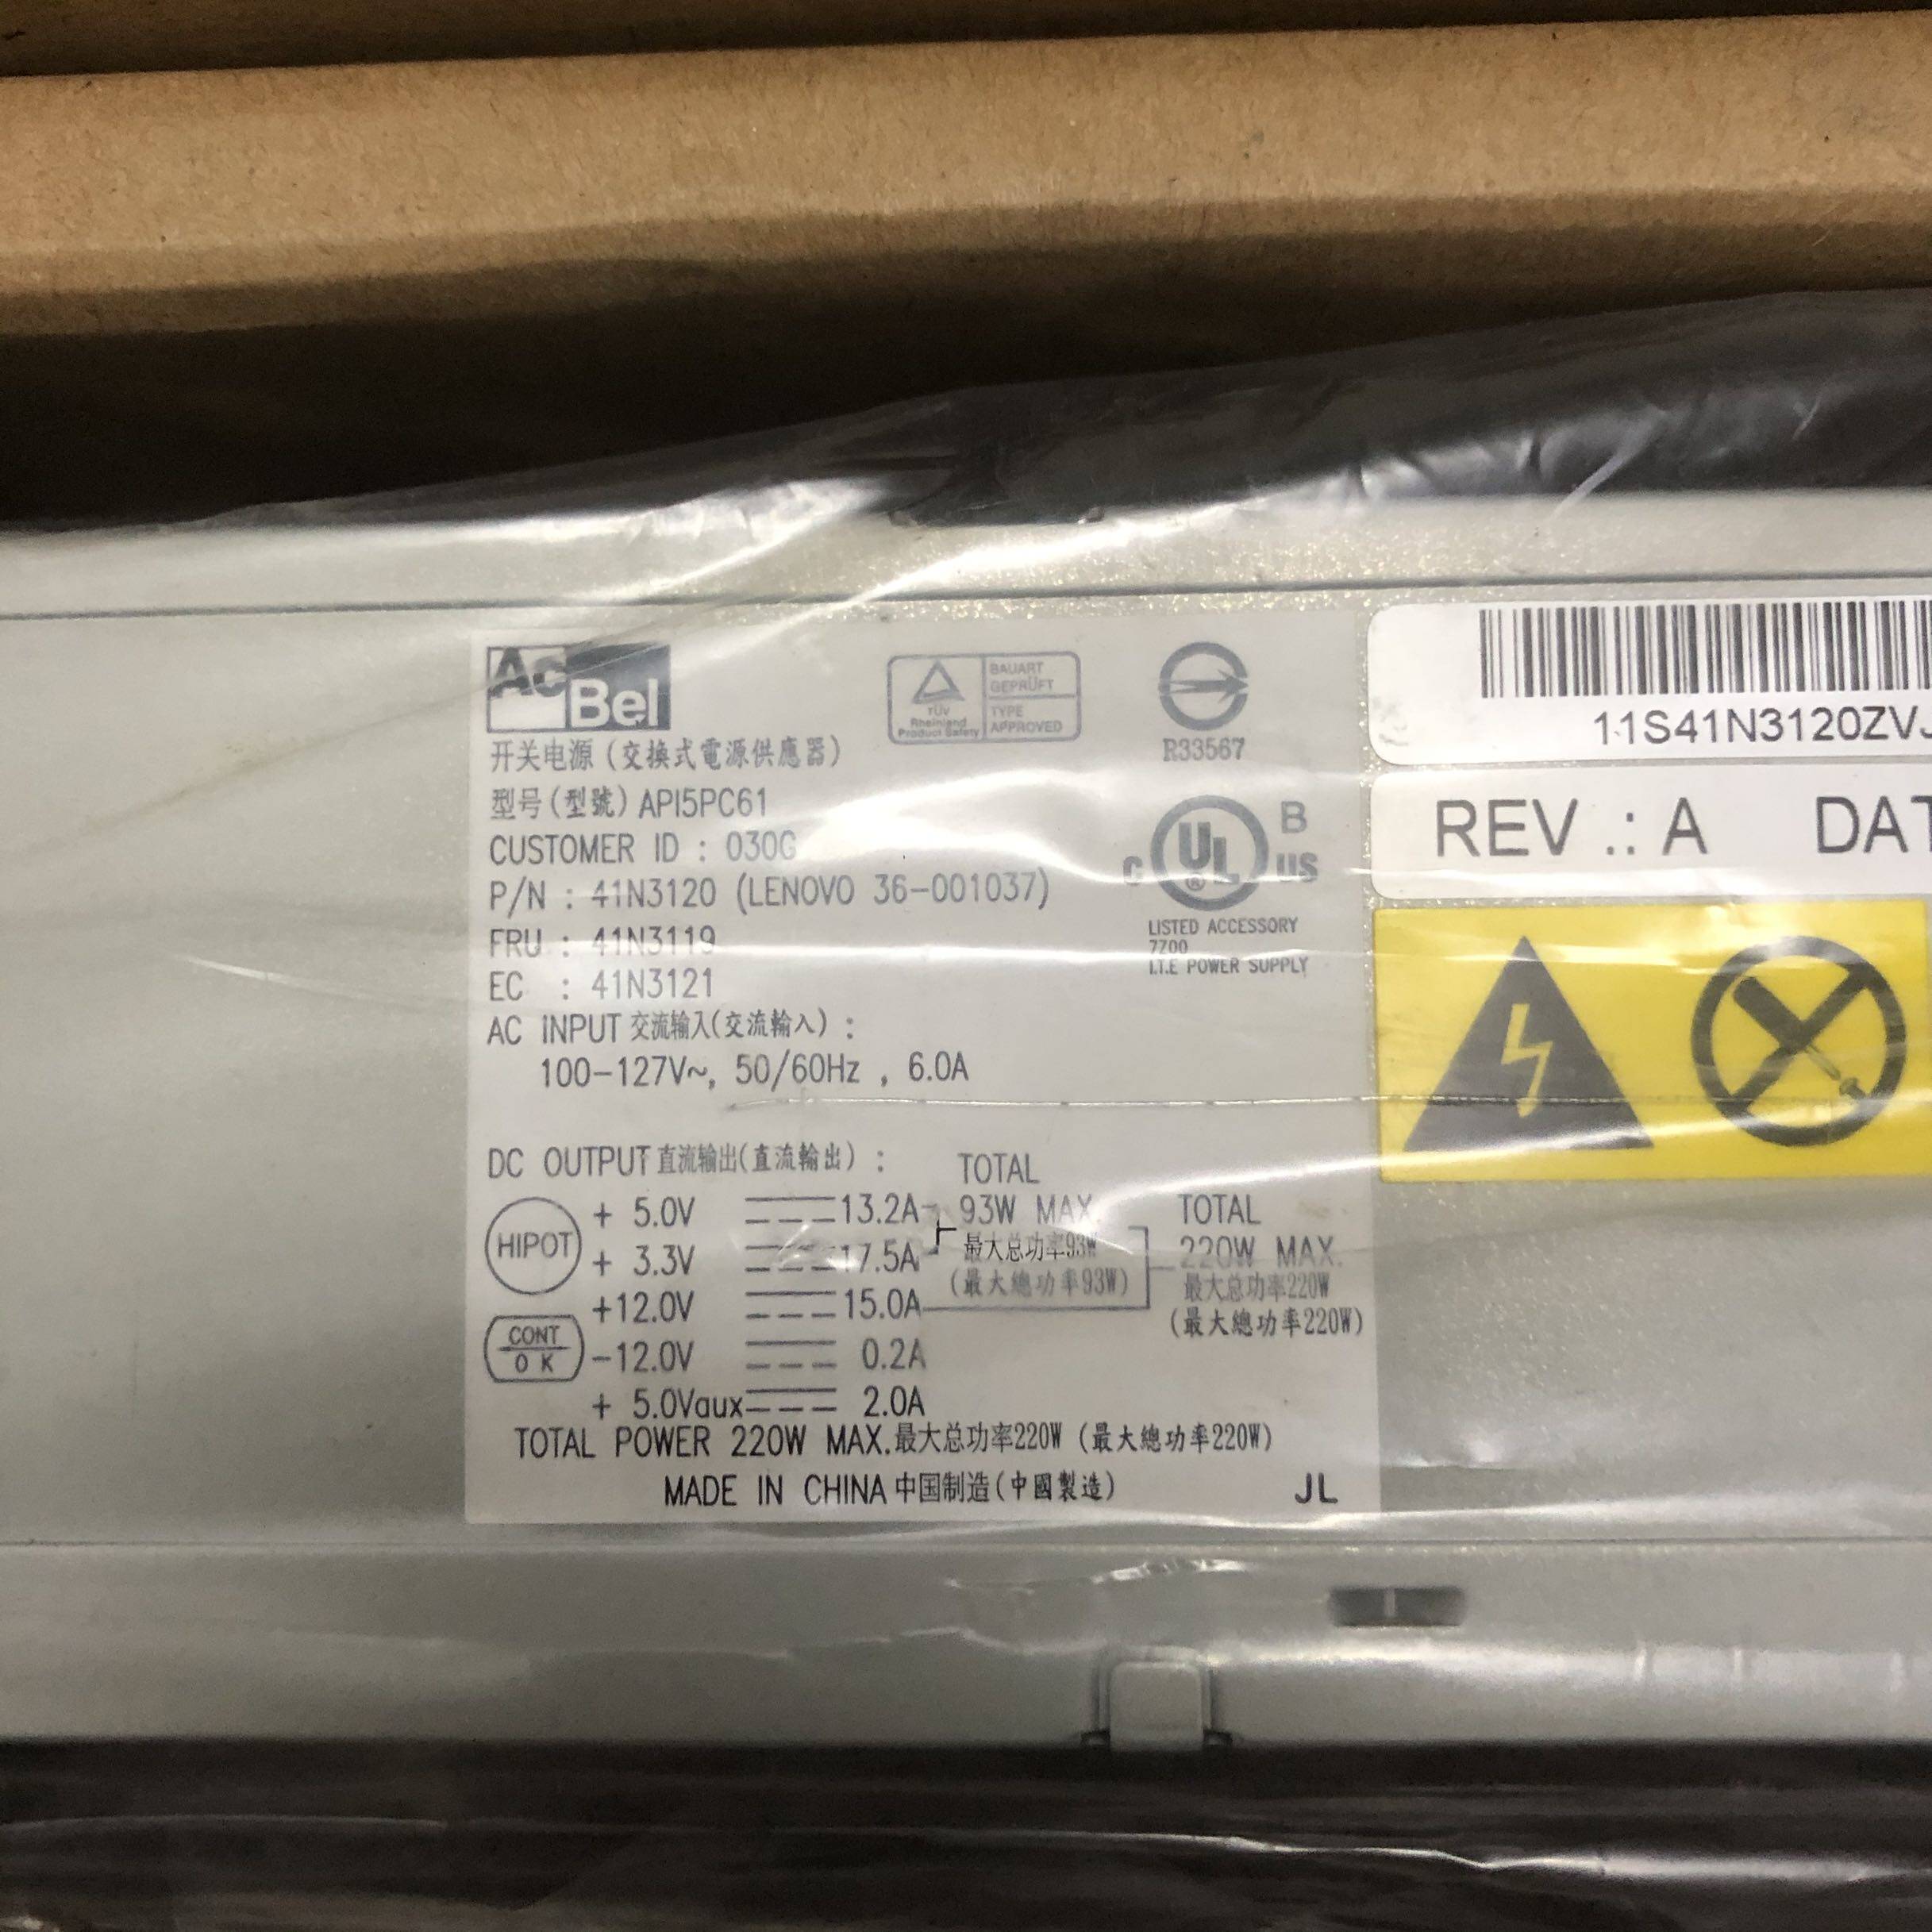 AcBel
开关电源 (交换式電源供應器)
型号(型號) API5PC61
CUSTOMER ID : 030G
P/N : 41N3120 (LENOVO 36-001037)
FRU : 41N3119
EC : 41N3121
AC INPUT 交流输入(交流輸入) :
100-127V~, 50/60Hz , 6.0A
TÜV
Rheinland
Product Safety
BAUART
GEPRÜFT
TYPE
APPROVED
R33567
C UL ® US
B
LISTED ACCESSORY
7700
I.T.E POWER SUPPLY
DC OUTPUT 直流输出(直流輸出) :
HIPOT
CONT
O K
+ 5.0V 13.2A
+ 3.3V 17.5A
+12.0V 15.0A
-12.0V 0.2A
+ 5.0Vaux 2.0A
TOTAL
93W MAX.
最大总功率93W
(最大總功率93W)
TOTAL
220W MAX.
最大总功率220W
(最大總功率220W)
TOTAL POWER 220W MAX.最大总功率220W (最大總功率220W)
MADE IN CHINA 中国制造(中國製造)
JL
11S41N3120ZVJ
REV .: A DAT